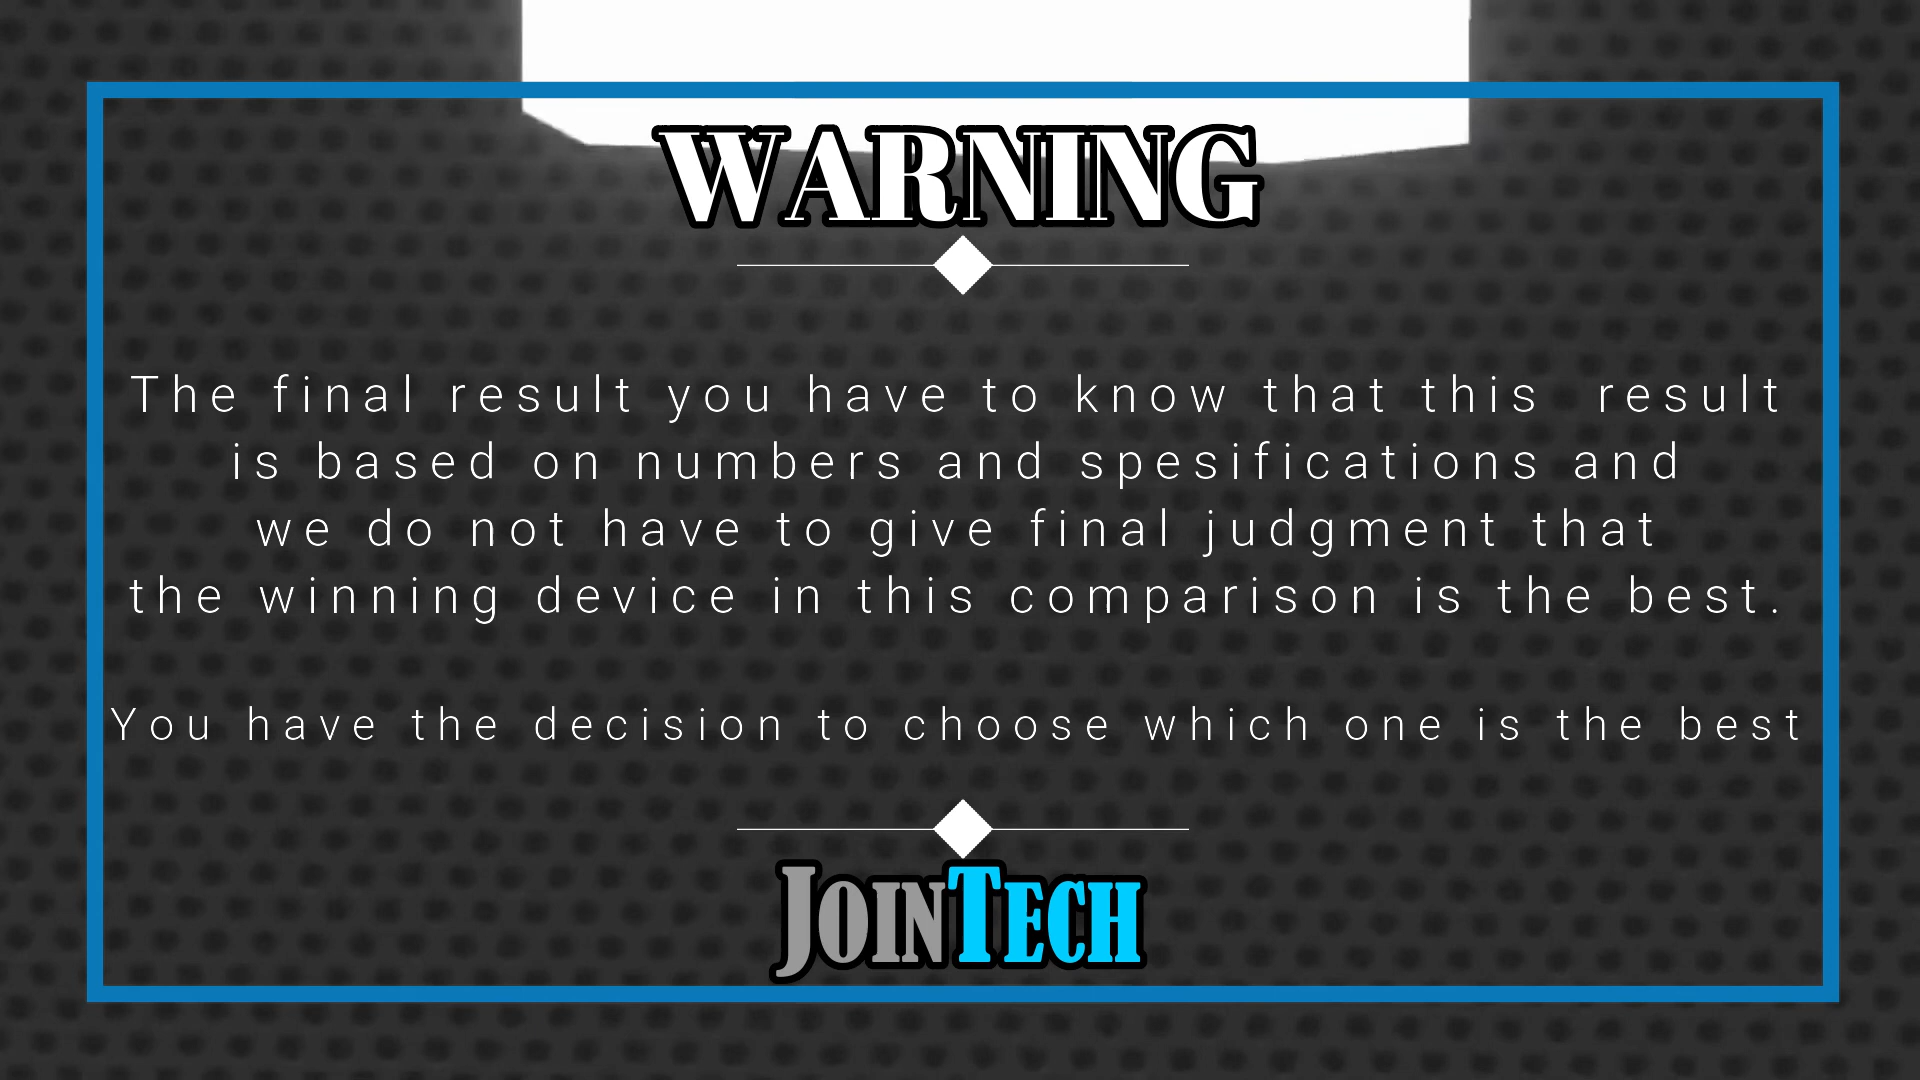 WARNING
The final result you have to know that this result
is based on numbers and spesifications and
we do not have to give final judgment that
the winning device in this comparison is the best.
You have the decision to choose which one is the best
JOINTECH